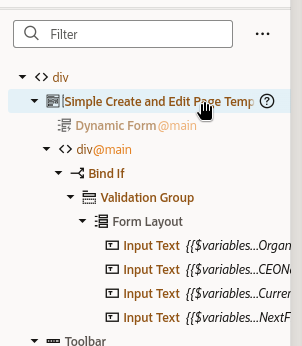 Filter
<> div
Simple Create and Edit Page Temp
Dynamic Form @main
<> div@main
Bind If
Validation Group
Form Layout
Input Text {{$variables...Organ
Input Text {{$variables...CEON
Input Text {{$variables...Curren
Input Text {{$variables...NextF
Toolbar